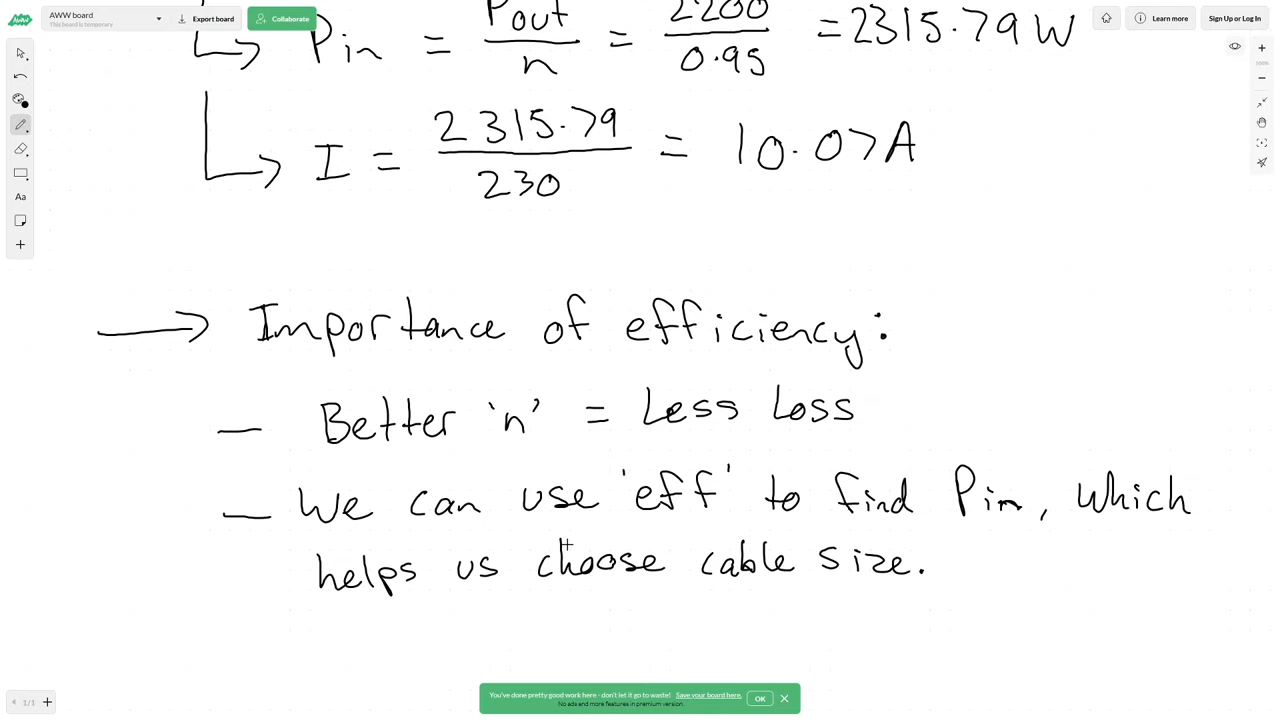 AWW board
This board is temporary
Export board
Collaborate
Learn more
Sign Up or Log In
Pin = Pout / n = 2200 / 0.95 = 2315.79 W
I = 2315.79 / 230 = 10.07A
Importance of efficiency:
- Better 'n' = Less Loss
- We can use 'eff' to find Pin, which
helps us choose cable size.
100%
Aa
1/1
You've done pretty good work here - don't let it go to waste! Save your board here.
No ads and more features in premium version.
OK